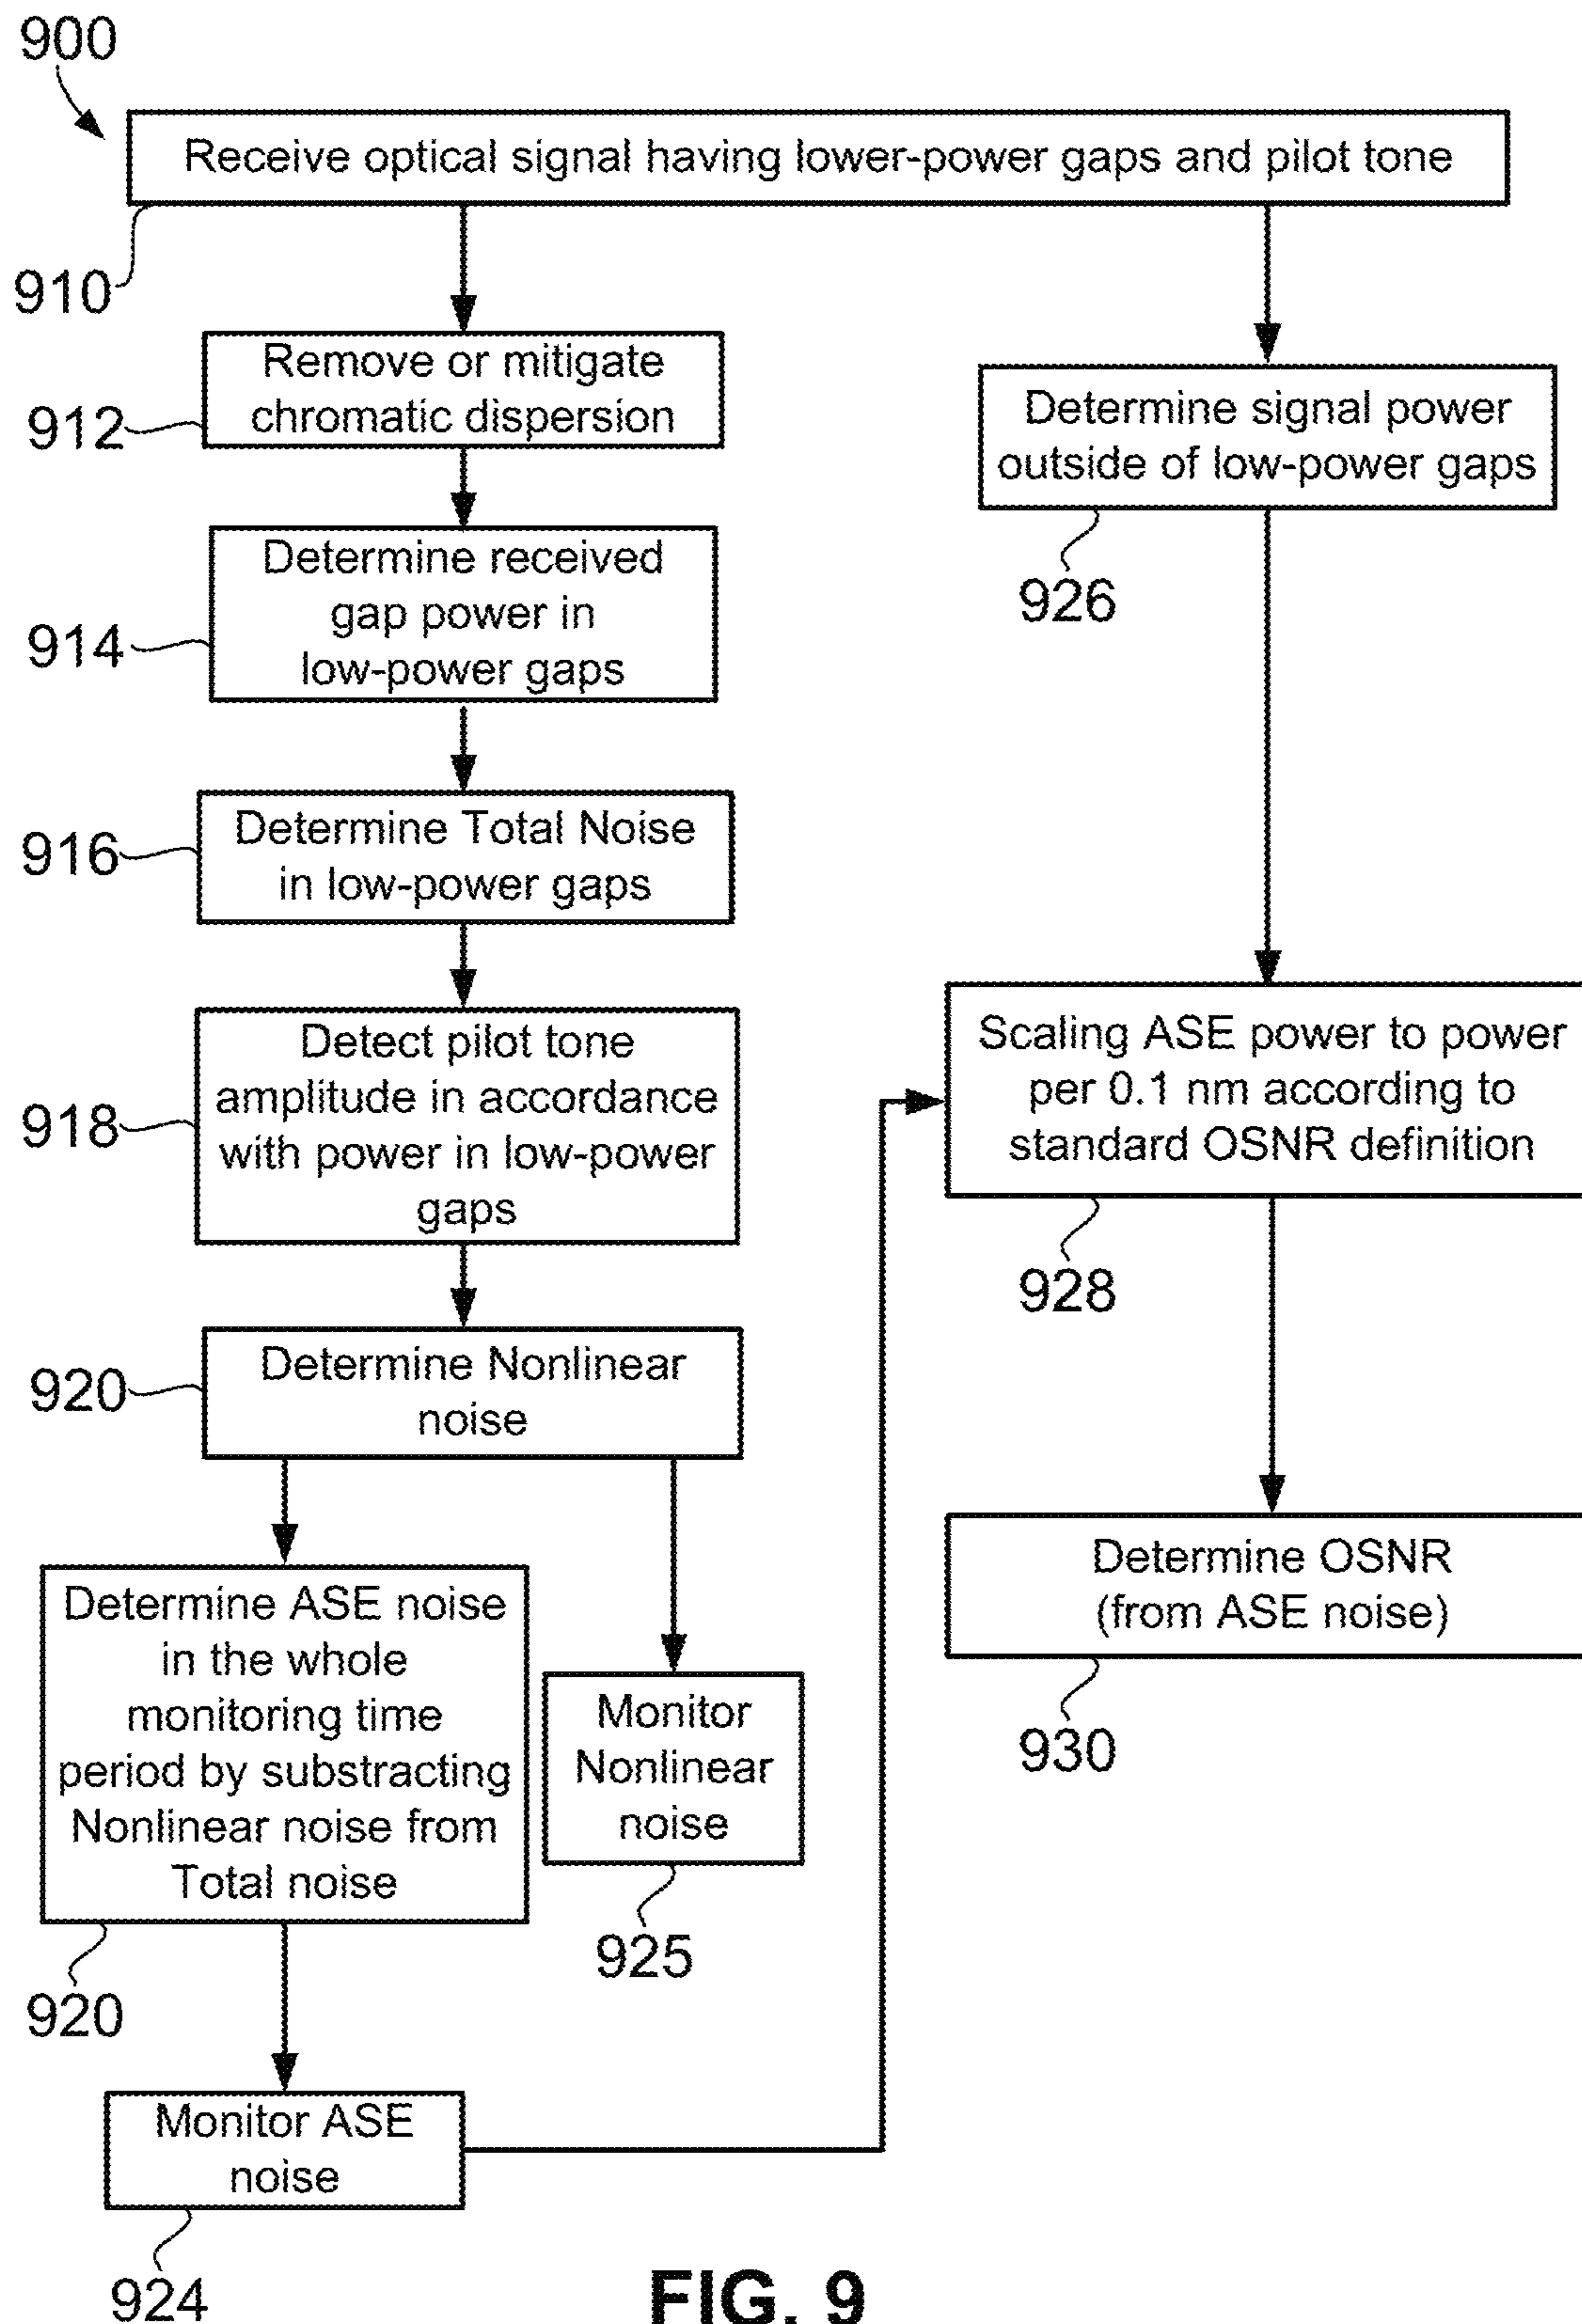 900
Receive optical signal having lower-power gaps and pilot tone
910
Remove or mitigate
chromatic dispersion
912
Determine received
gap power in
low-power gaps
914
Determine Total Noise
in low-power gaps
916
Detect pilot tone
amplitude in accordance
with power in low-power
gaps
918
Determine Nonlinear
noise
920
Determine ASE noise
in the whole
monitoring time
period by substracting
Nonlinear noise from
Total noise
920
Monitor
Nonlinear
noise
925
Monitor ASE
noise
924
Determine signal power
outside of low-power gaps
926
Scaling ASE power to power
per 0.1 nm according to
standard OSNR definition
928
Determine OSNR
(from ASE noise)
930
FIG. 9